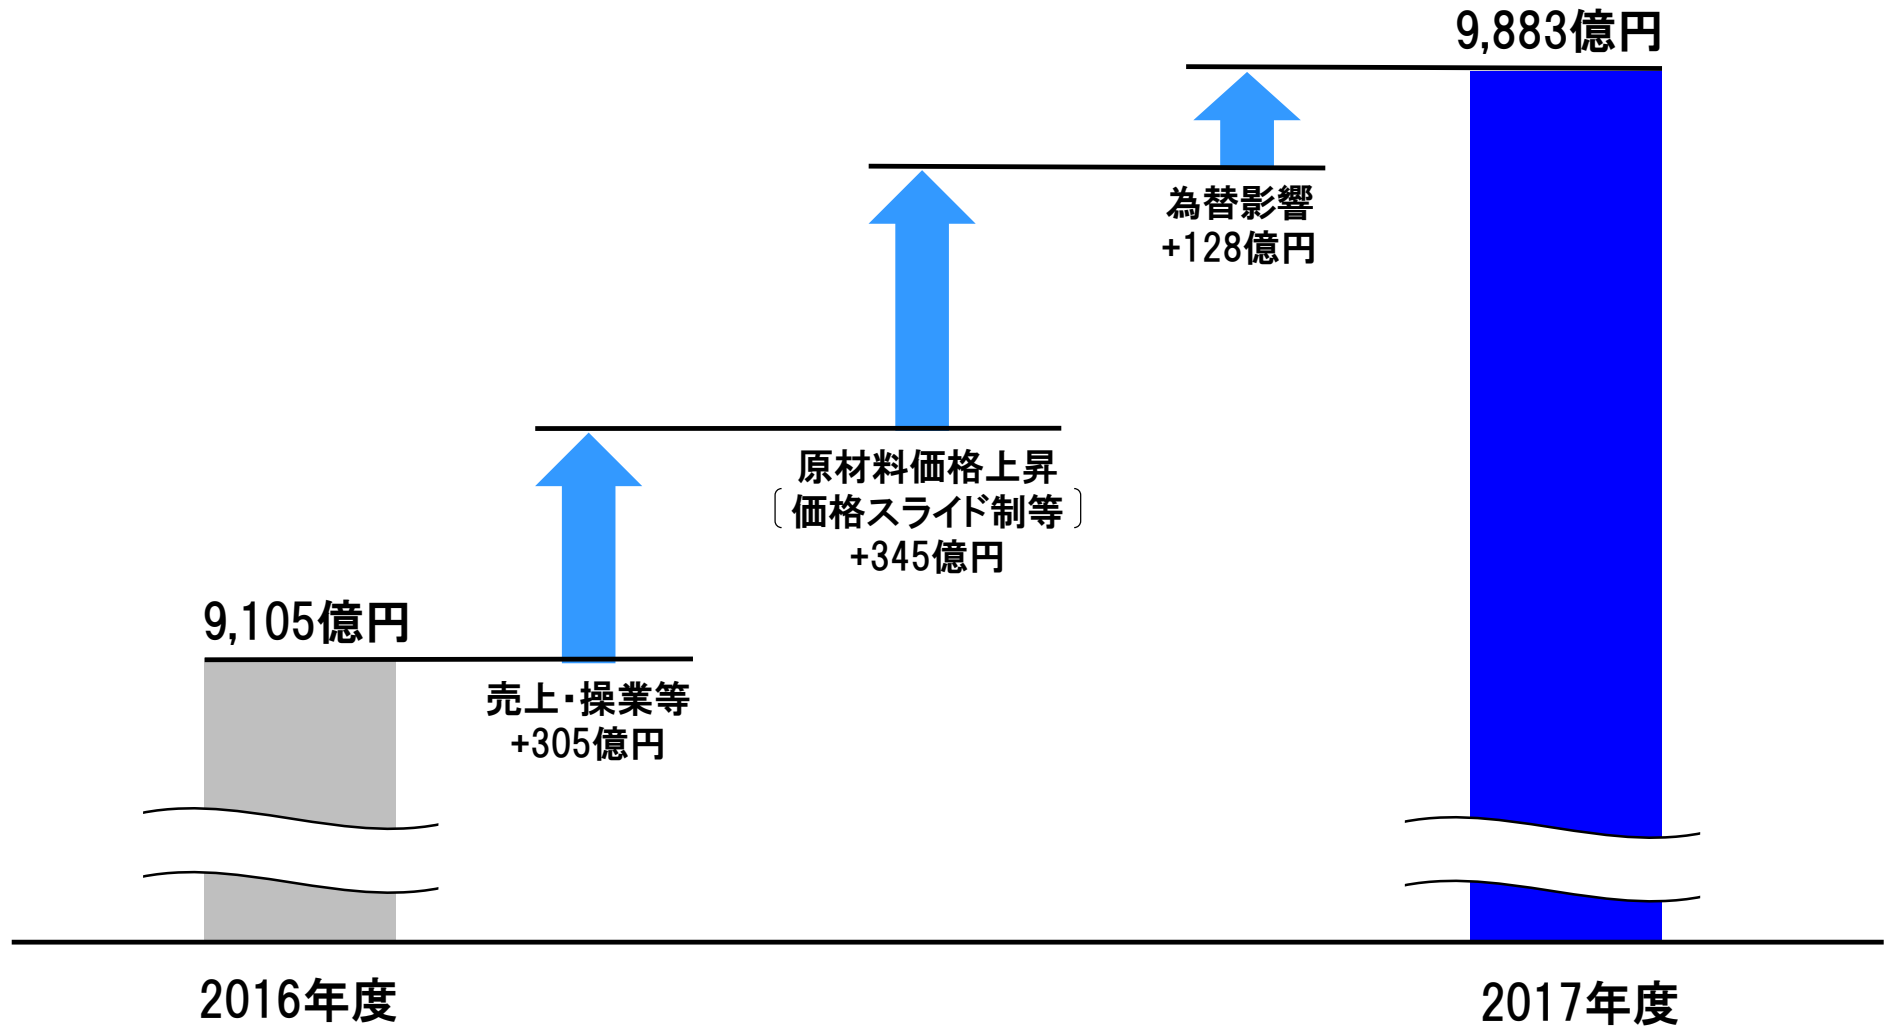 9,883億円
為替影響
+128億円
原材料価格上昇
〔価格スライド制等〕
+345億円
9,105億円
売上・操業等
+305億円
2016年度
2017年度